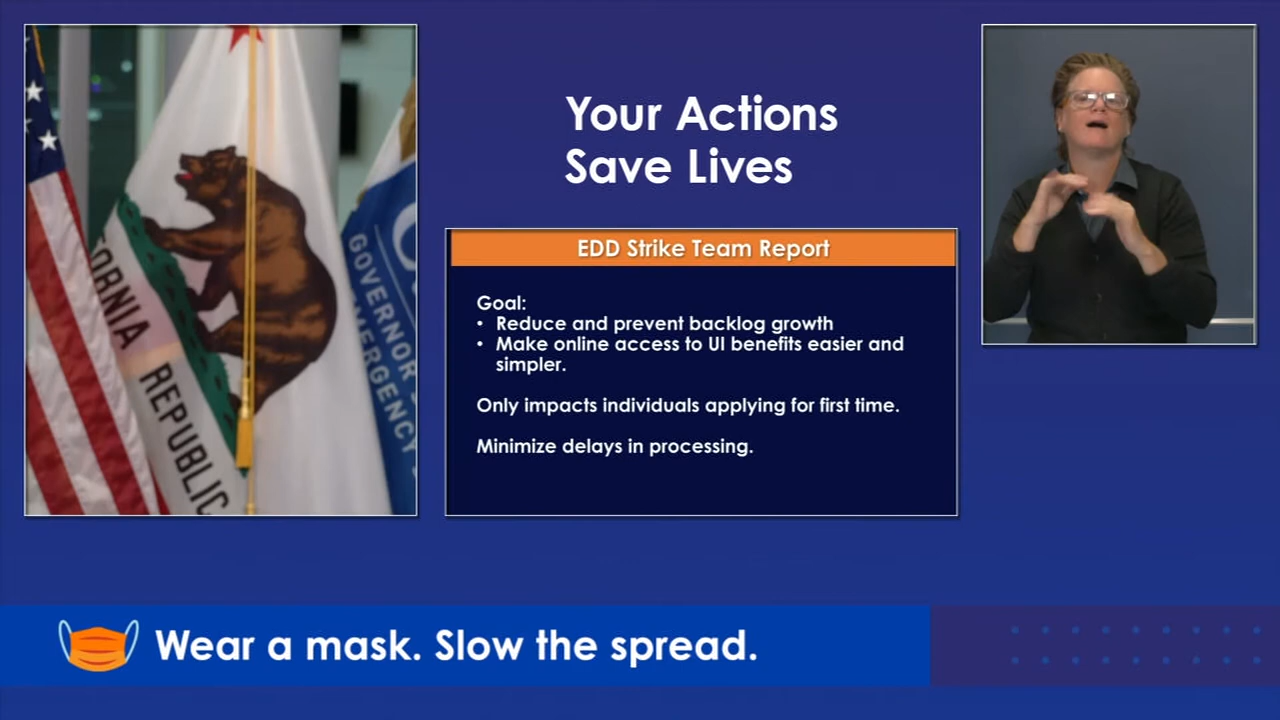 Your Actions
Save Lives
EDD Strike Team Report
Goal:
• Reduce and prevent backlog growth
• Make online access to UI benefits easier and
simpler.
Only impacts individuals applying for first time.
Minimize delays in processing.
REPUBLIC
GOVERNOR
Wear a mask. Slow the spread.